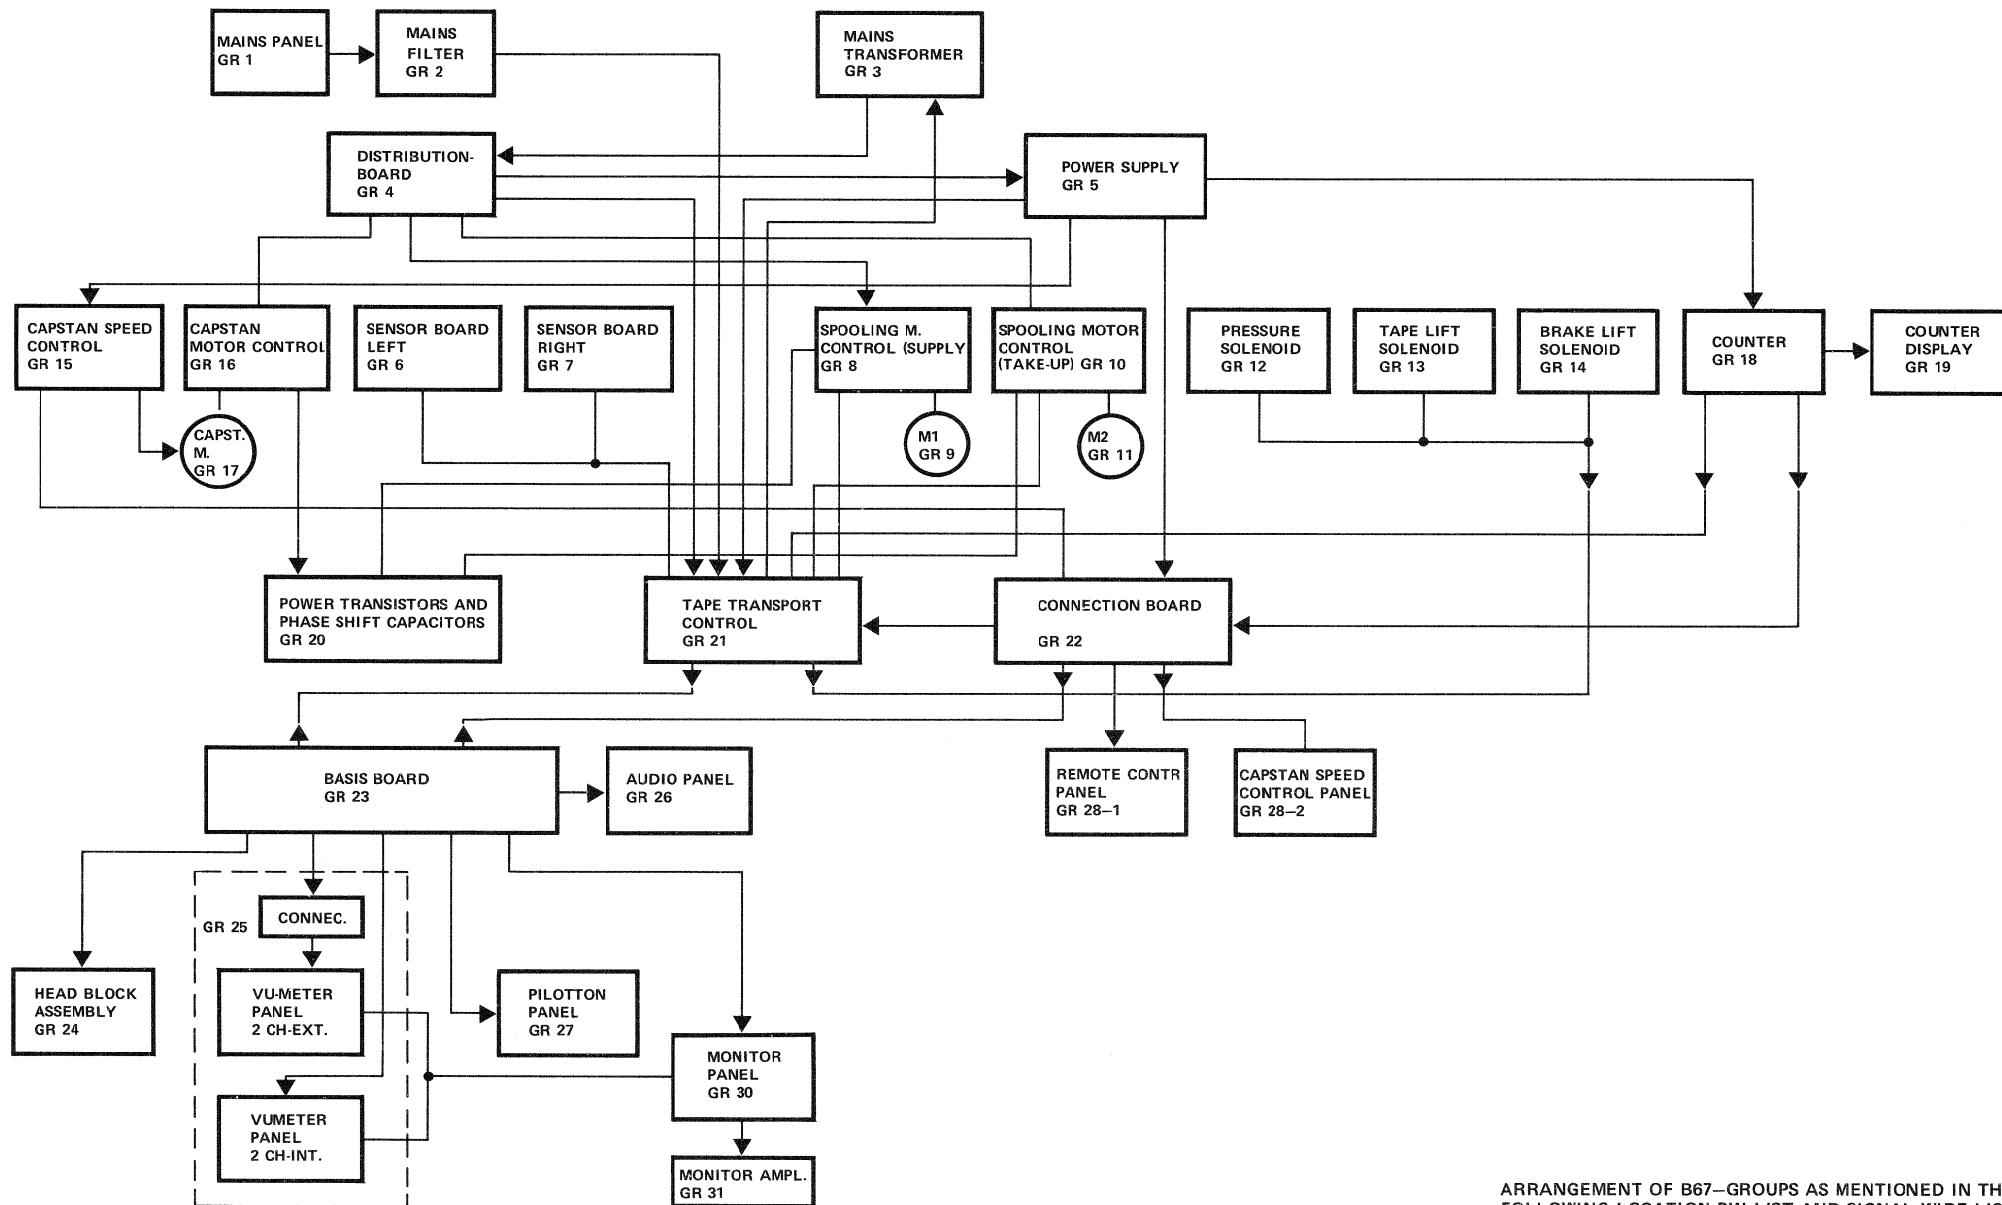 MAINS PANEL
GR 1
MAINS
FILTER
GR 2
MAINS
TRANSFORMER
GR 3
DISTRIBUTION-
BOARD
GR 4
POWER SUPPLY
GR 5
CAPSTAN SPEED
CONTROL
GR 15
CAPSTAN
MOTOR CONTROL
GR 16
SENSOR BOARD
LEFT
GR 6
SENSOR BOARD
RIGHT
GR 7
SPOOLING M.
CONTROL (SUPPLY
GR 8
SPOOLING MOTOR
CONTROL
(TAKE-UP) GR 10
PRESSURE
SOLENOID
GR 12
TAPE LIFT
SOLENOID
GR 13
BRAKE LIFT
SOLENOID
GR 14
COUNTER
GR 18
COUNTER
DISPLAY
GR 19
CAPST.
M.
GR 17
M1
GR 9
M2
GR 11
POWER TRANSISTORS AND
PHASE SHIFT CAPACITORS
GR 20
TAPE TRANSPORT
CONTROL
GR 21
CONNECTION BOARD
GR 22
BASIS BOARD
GR 23
AUDIO PANEL
GR 26
REMOTE CONTR
PANEL
GR 28–1
CAPSTAN SPEED
CONTROL PANEL
GR 28–2
GR 25
CONNEC.
HEAD BLOCK
ASSEMBLY
GR 24
VU-METER
PANEL
2 CH-EXT.
PILOTTON
PANEL
GR 27
MONITOR
PANEL
GR 30
VUMETER
PANEL
2 CH-INT.
MONITOR AMPL.
GR 31
ARRANGEMENT OF B67–GROUPS AS MENTIONED IN TH